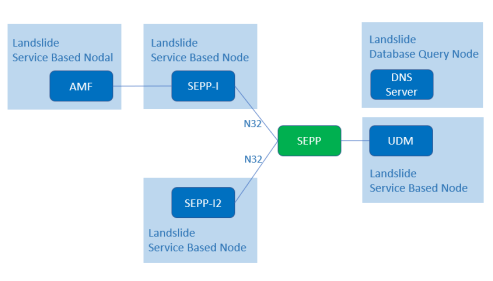 Landslide
Service Based Nodal
AMF
Landslide
Service Based Node
SEPP-I
N32
N32
SEPP
Landslide
Database Query Node
DNS
Server
UDM
Landslide
Service Based Node
SEPP-I2
Landslide
Service Based Node